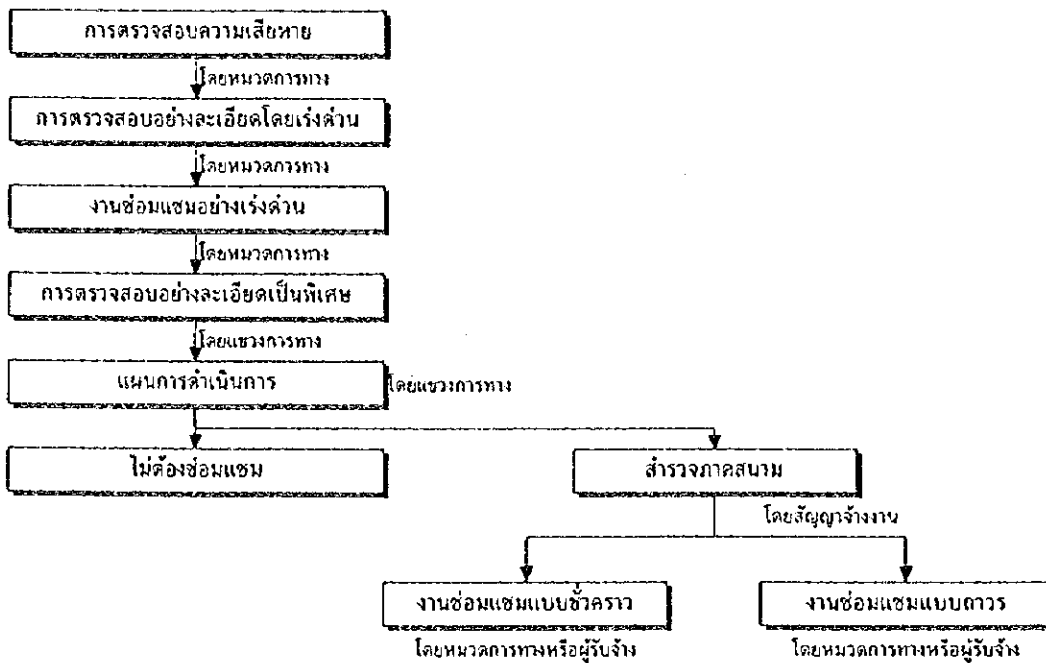 การตรวจสอบความเสียหาย
โดยหมวดการทาง
การตรวจสอบอย่างละเอียดโดยเร่งด่วน
โดยหมวดการทาง
งานซ่อมแซมอย่างเร่งด่วน
โดยหมวดการทาง
การตรวจสอบอย่างละเอียดเป็นพิเศษ
โดยแขวงการทาง
แผนการดำเนินการ
โดยแขวงการทาง
ไม่ต้องซ่อมแซม
สำรวจภาคสนาม
โดยสัญญาจ้างงาน
งานซ่อมแซมแบบชั่วคราว
งานซ่อมแซมแบบถาวร
โดยหมวดการทางหรือผู้รับจ้าง
โดยหมวดการทางหรือผู้รับจ้าง